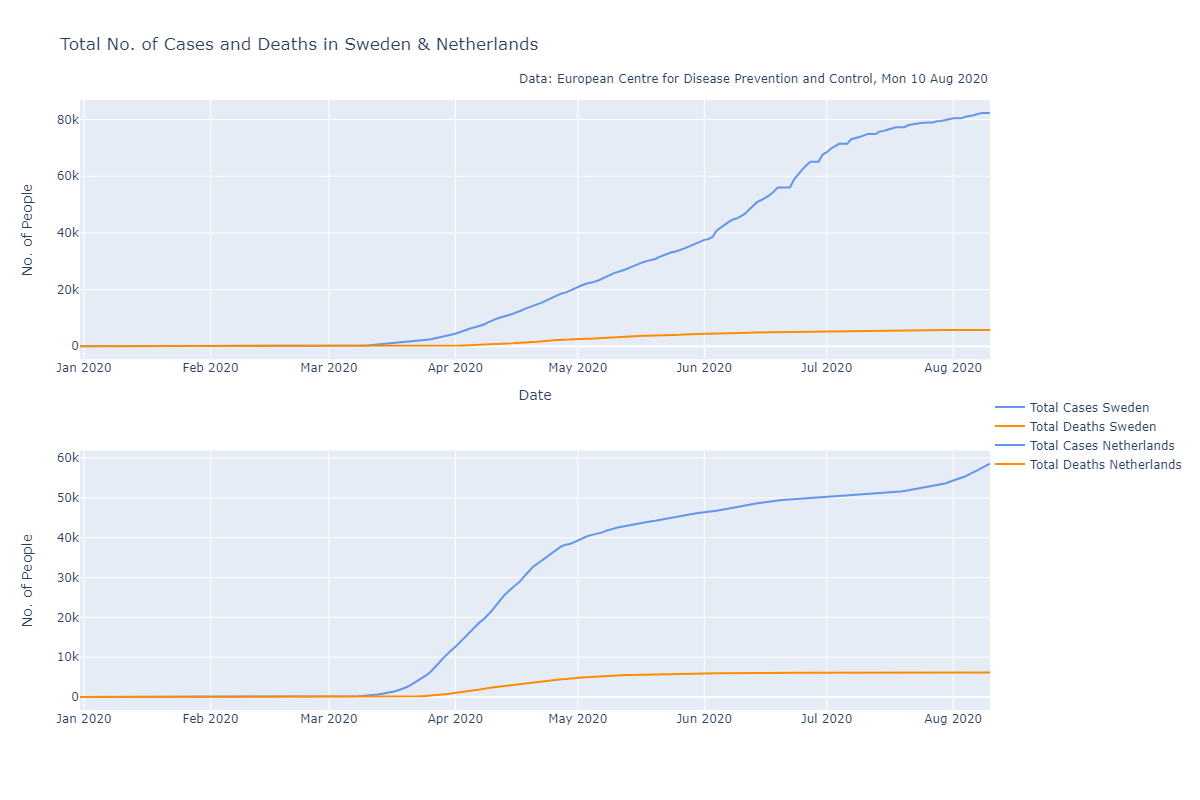 Total No. of Cases and Deaths in Sweden & Netherlands
Data: European Centre for Disease Prevention and Control, Mon 10 Aug 2020
No. of People
80k
60k
40k
20k
0
Jan 2020 Feb 2020 Mar 2020 Apr 2020 May 2020 Jun 2020 Jul 2020 Aug 2020
Date
Total Cases Sweden
Total Deaths Sweden
Total Cases Netherlands
Total Deaths Netherlands
No. of People
60k
50k
40k
30k
20k
10k
0
Jan 2020 Feb 2020 Mar 2020 Apr 2020 May 2020 Jun 2020 Jul 2020 Aug 2020